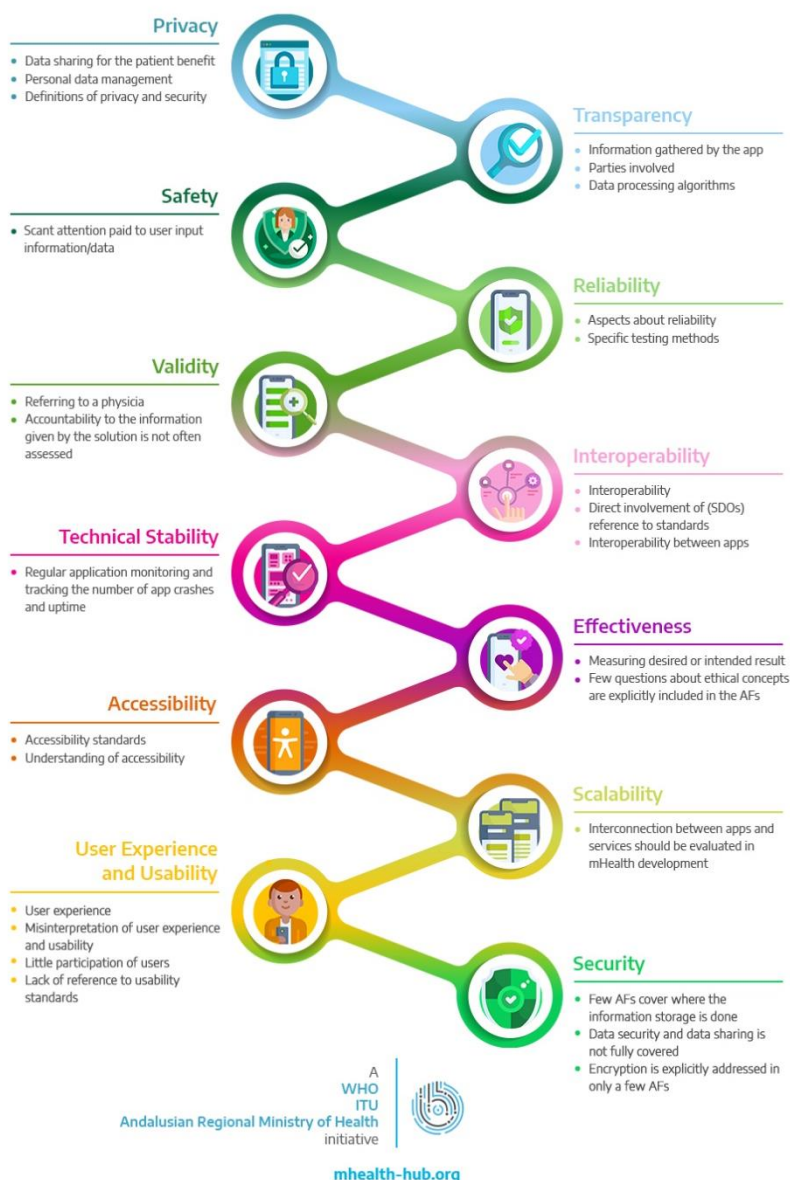 Privacy
• Data sharing for the patient benefit
• Personal data management
• Definitions of privacy and security
Transparency
• Information gathered by the app
• Parties involved
• Data processing algorithms
Safety
• Scant attention paid to user input
information/data
Reliability
• Aspects about reliability
• Specific testing methods
Validity
• Referring to a physicia
• Accountability to the information
given by the solution is not often
assessed
Interoperability
• Interoperability
• Direct involvement of (SDOs)
reference to standards
• Interoperability between apps
Technical Stability
• Regular application monitoring and
tracking the number of app crashes
and uptime
Effectiveness
• Measuring desired or intended result
• Few questions about ethical concepts
are explicitly included in the AFs
Accessibility
• Accessibility standards
• Understanding of accessibility
Scalability
• Interconnection between apps and
services should be evaluated in
mHealth development
User Experience
and Usability
• User experience
• Misinterpretation of user experience
and usability
• Little participation of users
• Lack of reference to usability
standards
Security
• Few AFs cover where the
information storage is done
• Data security and data sharing is
not fully covered
• Encryption is explicitly addressed in
only a few AFs
A
WHO
ITU
Andalusian Regional Ministry of Health
initiative
mhealth-hub.org